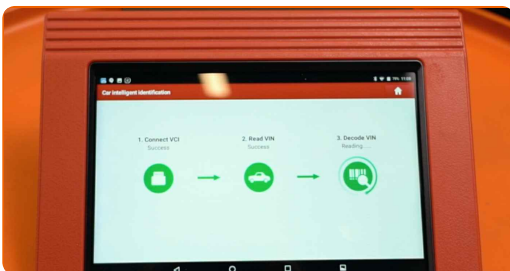 Car Intelligent Identification
1. Connect VCI
Success
2. Read VIN
Success
3. Decode VIN
Reading....